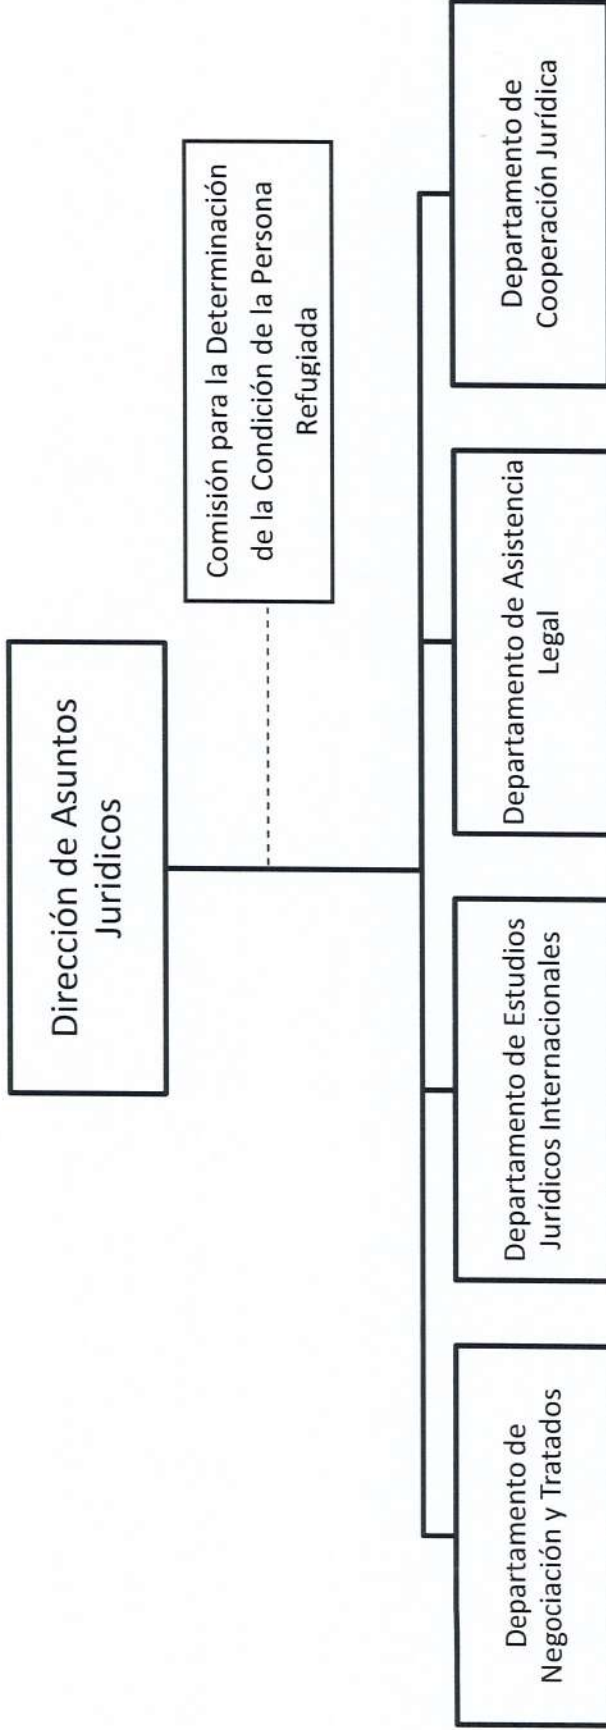 Dirección de Asuntos
Juridicos
Comisión para la Determinación
de la Condición de la Persona
Refugiada
Departamento de
Negociación y Tratados
Departamento de Estudios
Jurídicos Internacionales
Departamento de Asistencia
Legal
Departamento de
Cooperación Jurídica